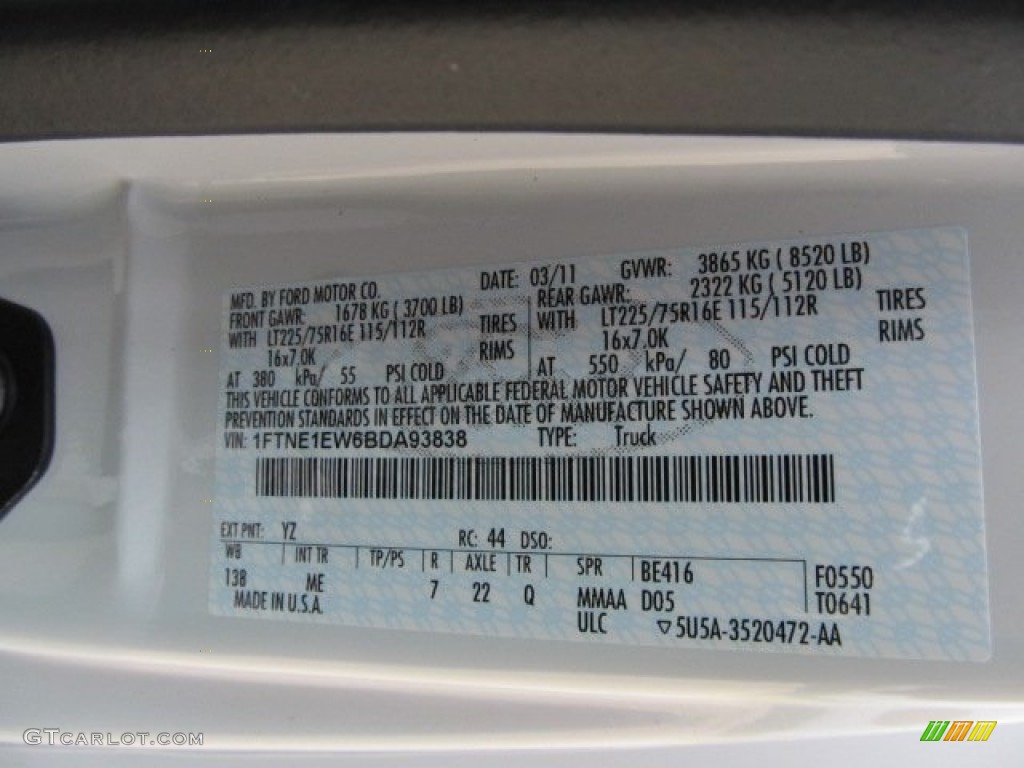 DATE: 03/11 GVWR: 3865 KG ( 8520 LB)
MFD. BY FORD MOTOR CO.
FRONT GAWR: 1678 KG ( 3700 LB) REAR GAWR: 2322 KG ( 5120 LB)
WITH LT225/75R16E 115/112R TIRES WITH LT225/75R16E 115/112R TIRES
16x7.0K RIMS 16x7.0K RIMS
AT 380 kPa/ 55 PSI COLD AT 550 kPa/ 80 PSI COLD
THIS VEHICLE CONFORMS TO ALL APPLICABLE FEDERAL MOTOR VEHICLE SAFETY AND THEFT
PREVENTION STANDARDS IN EFFECT ON THE DATE OF MANUFACTURE SHOWN ABOVE.
VIN: 1FTNE1EW6BDA93838 TYPE: Truck
EXT PNT: YZ RC: 44 DSO:
WB INT TR TP/PS R AXLE TR SPR BE416 F0550
138 ME 7 22 Q MMAA D05 T0641
MADE IN U.S.A. ULC ▽5U5A-3520472-AA
GTCARLOT.COM